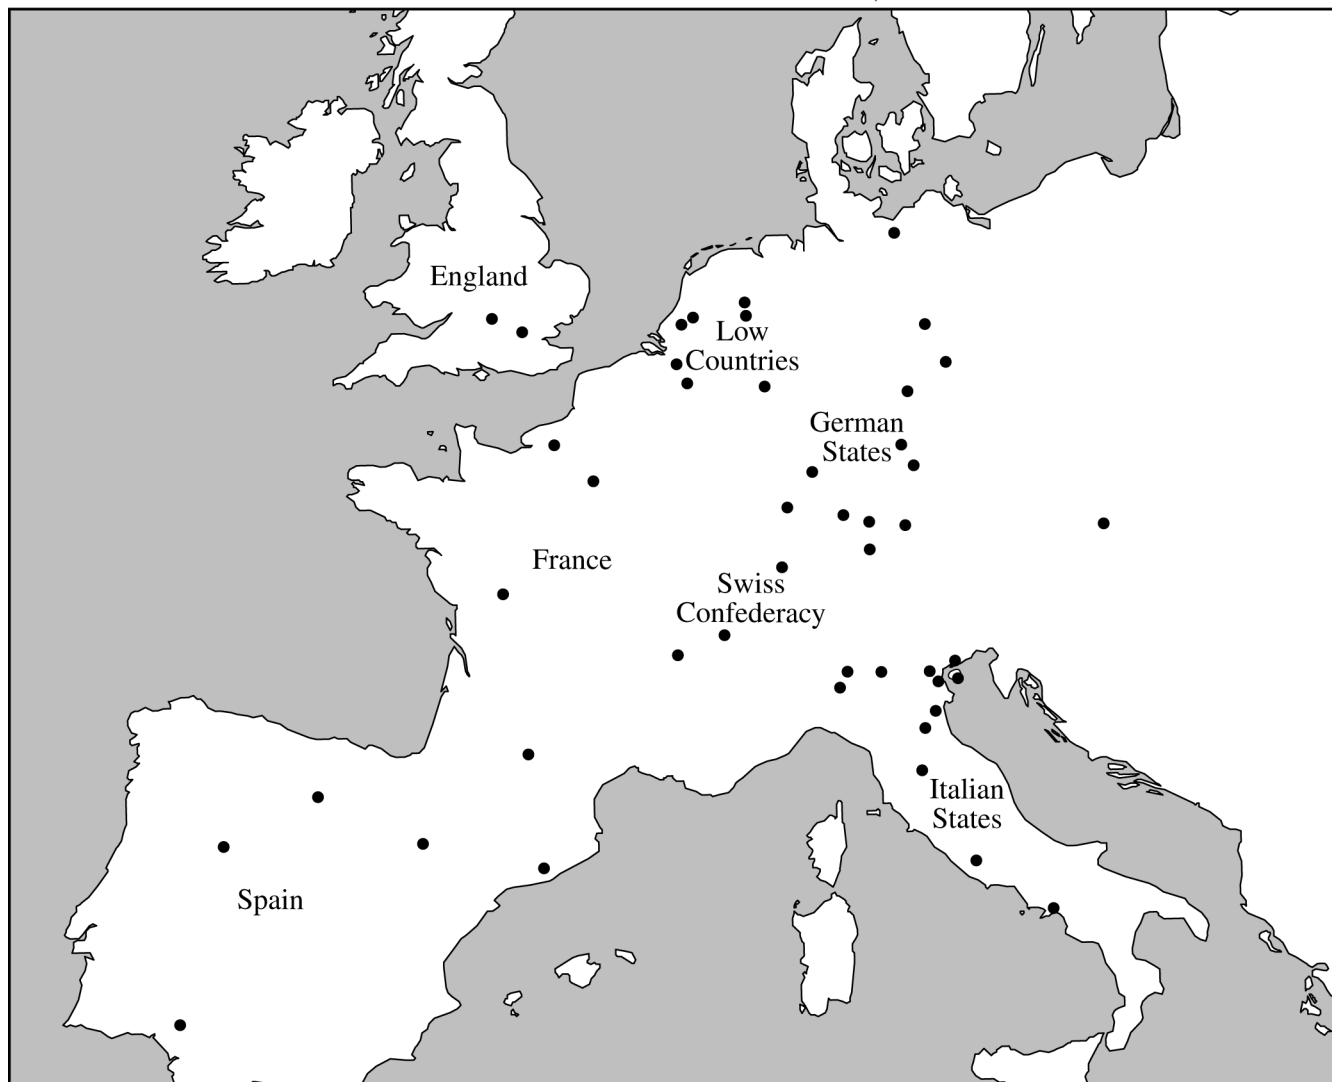 England
Low
Countries
German
States
France
Swiss
Confederacy
Italian
States
Spain